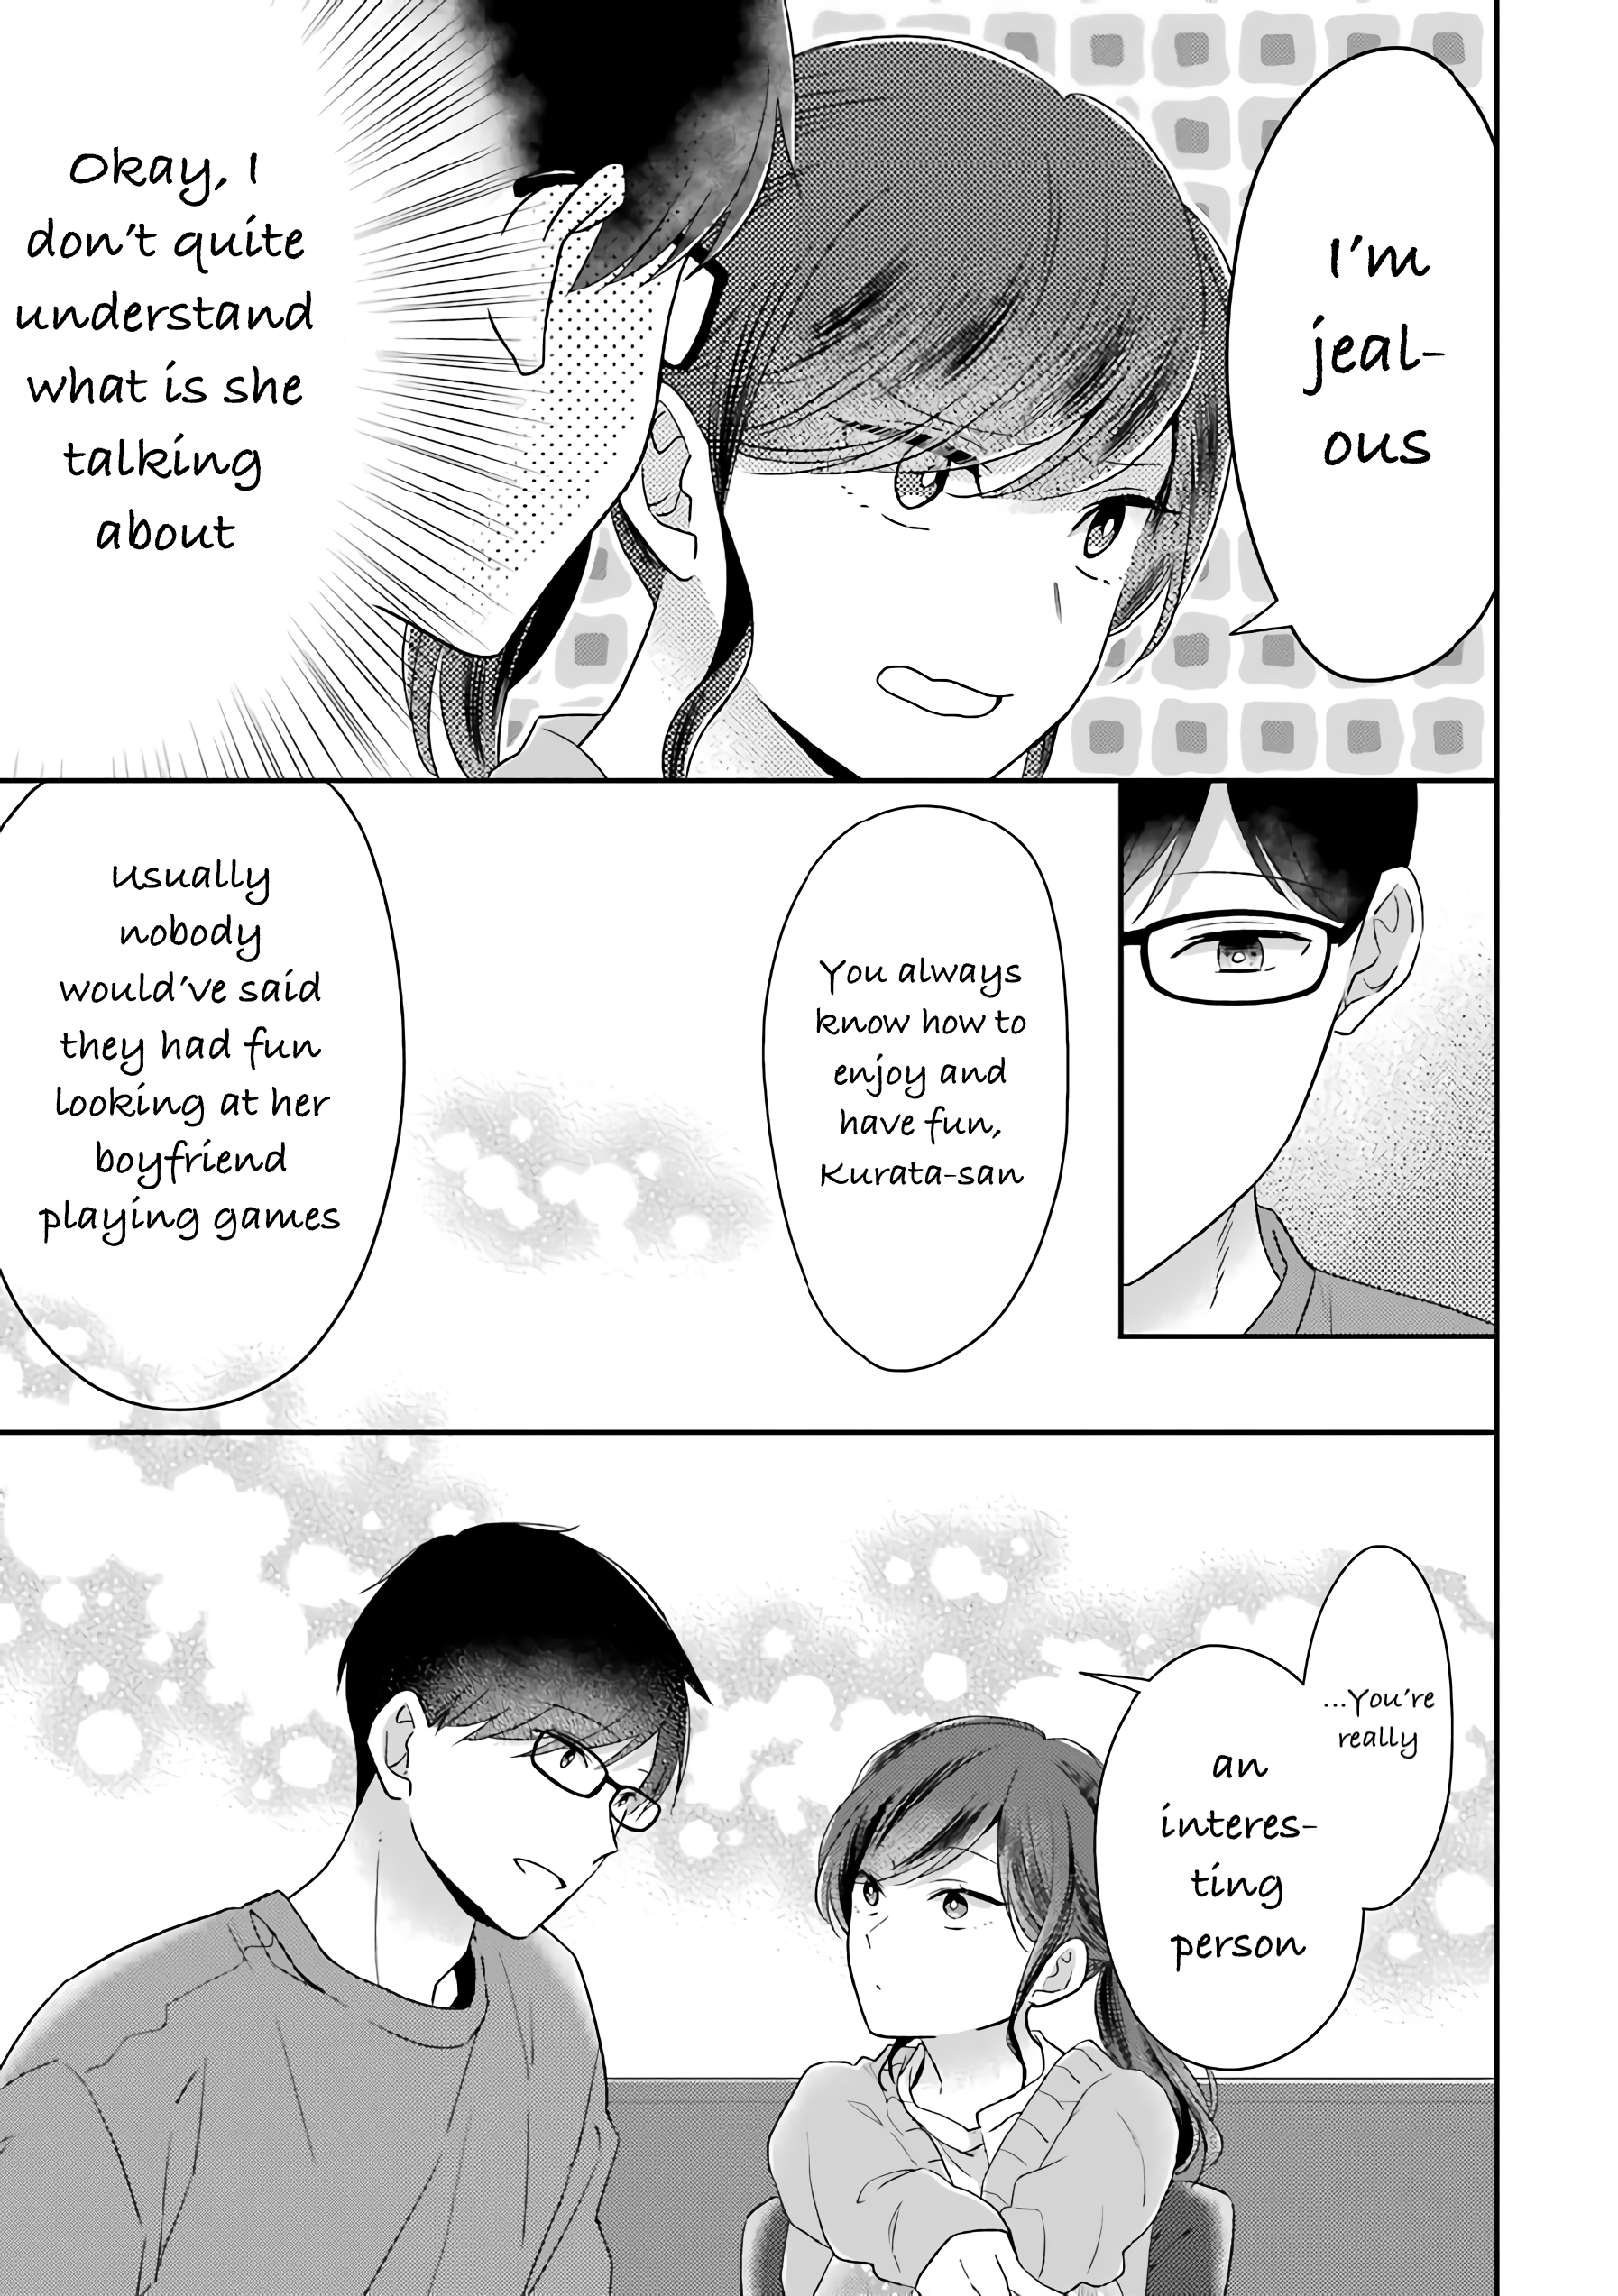 I'm
jeal-
ous
Okay, I
don't quite
understand
what is she
talking
about
You always
know how to
enjoy and
have fun,
Kurata-san
Usually
nobody
would've said
they had fun
looking at her
boyfriend
playing games
...You're
really
an
interes-
ting
person